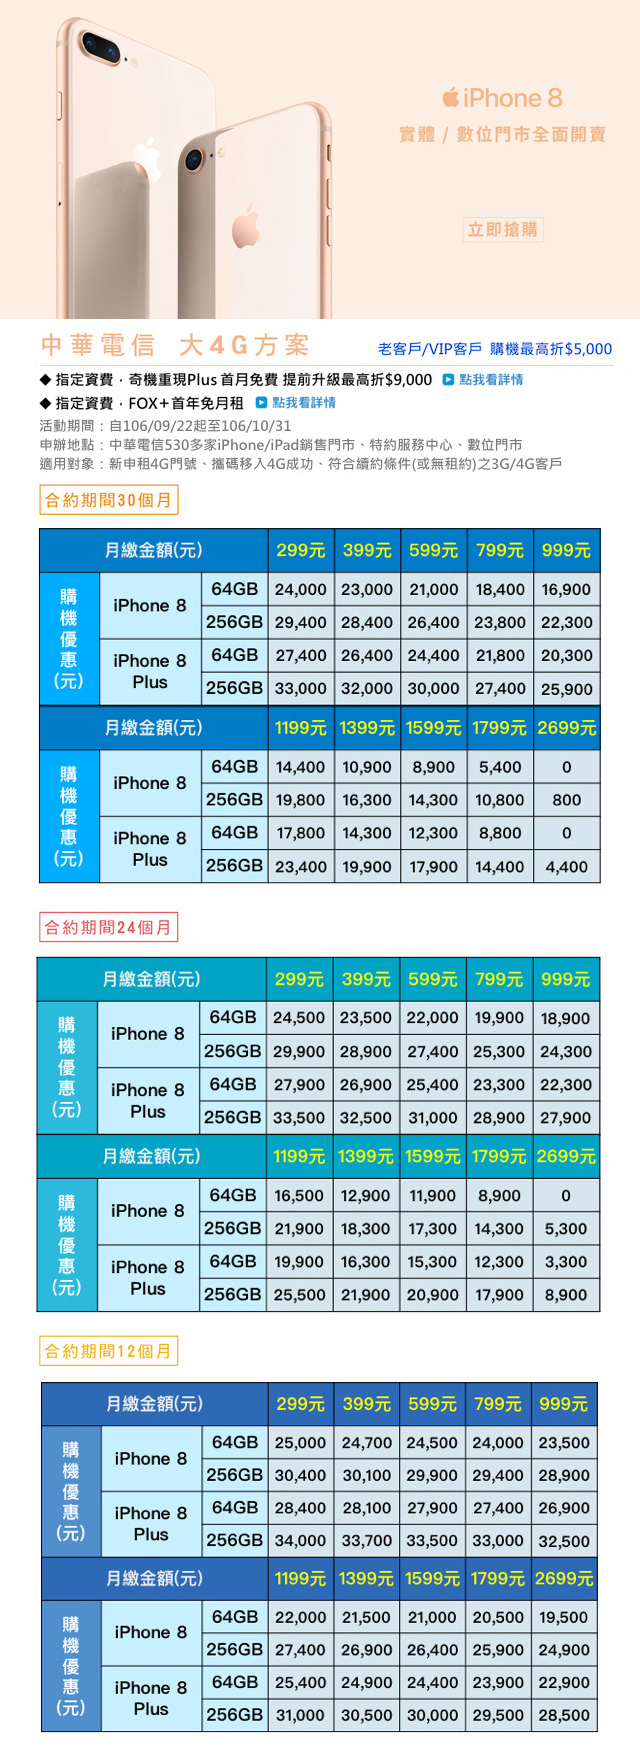 iPhone 8
實體 / 數位門市全面開賣
立即搶購
中華電信 大4G方案
老客戶/VIP客戶 購機最高折$5,000
◆ 指定資費．奇機重現Plus 首月免費 提前升級最高折$9,000 點我看詳情
◆ 指定資費．FOX+首年免月租 點我看詳情
活動期間：自106/09/22起至106/10/31
申辦地點：中華電信530多家iPhone/iPad銷售門市、特約服務中心、數位門市
適用對象：新申租4G門號、攜碼移入4G成功、符合續約條件(或無租約)之3G/4G客戶
合約期間30個月
月繳金額(元) 299元 399元 599元 799元 999元
購機優惠(元)
iPhone 8
64GB 24,000 23,000 21,000 18,400 16,900
256GB 29,400 28,400 26,400 23,800 22,300
iPhone 8 Plus
64GB 27,400 26,400 24,400 21,800 20,300
256GB 33,000 32,000 30,000 27,400 25,900
月繳金額(元) 1199元 1399元 1599元 1799元 2699元
購機優惠(元)
iPhone 8
64GB 14,400 10,900 8,900 5,400 0
256GB 19,800 16,300 14,300 10,800 800
iPhone 8 Plus
64GB 17,800 14,300 12,300 8,800 0
256GB 23,400 19,900 17,900 14,400 4,400
合約期間24個月
月繳金額(元) 299元 399元 599元 799元 999元
購機優惠(元)
iPhone 8
64GB 24,500 23,500 22,000 19,900 18,900
256GB 29,900 28,900 27,400 25,300 24,300
iPhone 8 Plus
64GB 27,900 26,900 25,400 23,300 22,300
256GB 33,500 32,500 31,000 28,900 27,900
月繳金額(元) 1199元 1399元 1599元 1799元 2699元
購機優惠(元)
iPhone 8
64GB 16,500 12,900 11,900 8,900 0
256GB 21,900 18,300 17,300 14,300 5,300
iPhone 8 Plus
64GB 19,900 16,300 15,300 12,300 3,300
256GB 25,500 21,900 20,900 17,900 8,900
合約期間12個月
月繳金額(元) 299元 399元 599元 799元 999元
購機優惠(元)
iPhone 8
64GB 25,000 24,700 24,500 24,000 23,500
256GB 30,400 30,100 29,900 29,400 28,900
iPhone 8 Plus
64GB 28,400 28,100 27,900 27,400 26,900
256GB 34,000 33,700 33,500 33,000 32,500
月繳金額(元) 1199元 1399元 1599元 1799元 2699元
購機優惠(元)
iPhone 8
64GB 22,000 21,500 21,000 20,500 19,500
256GB 27,400 26,900 26,400 25,900 24,900
iPhone 8 Plus
64GB 25,400 24,900 24,400 23,900 22,900
256GB 31,000 30,500 30,000 29,500 28,500